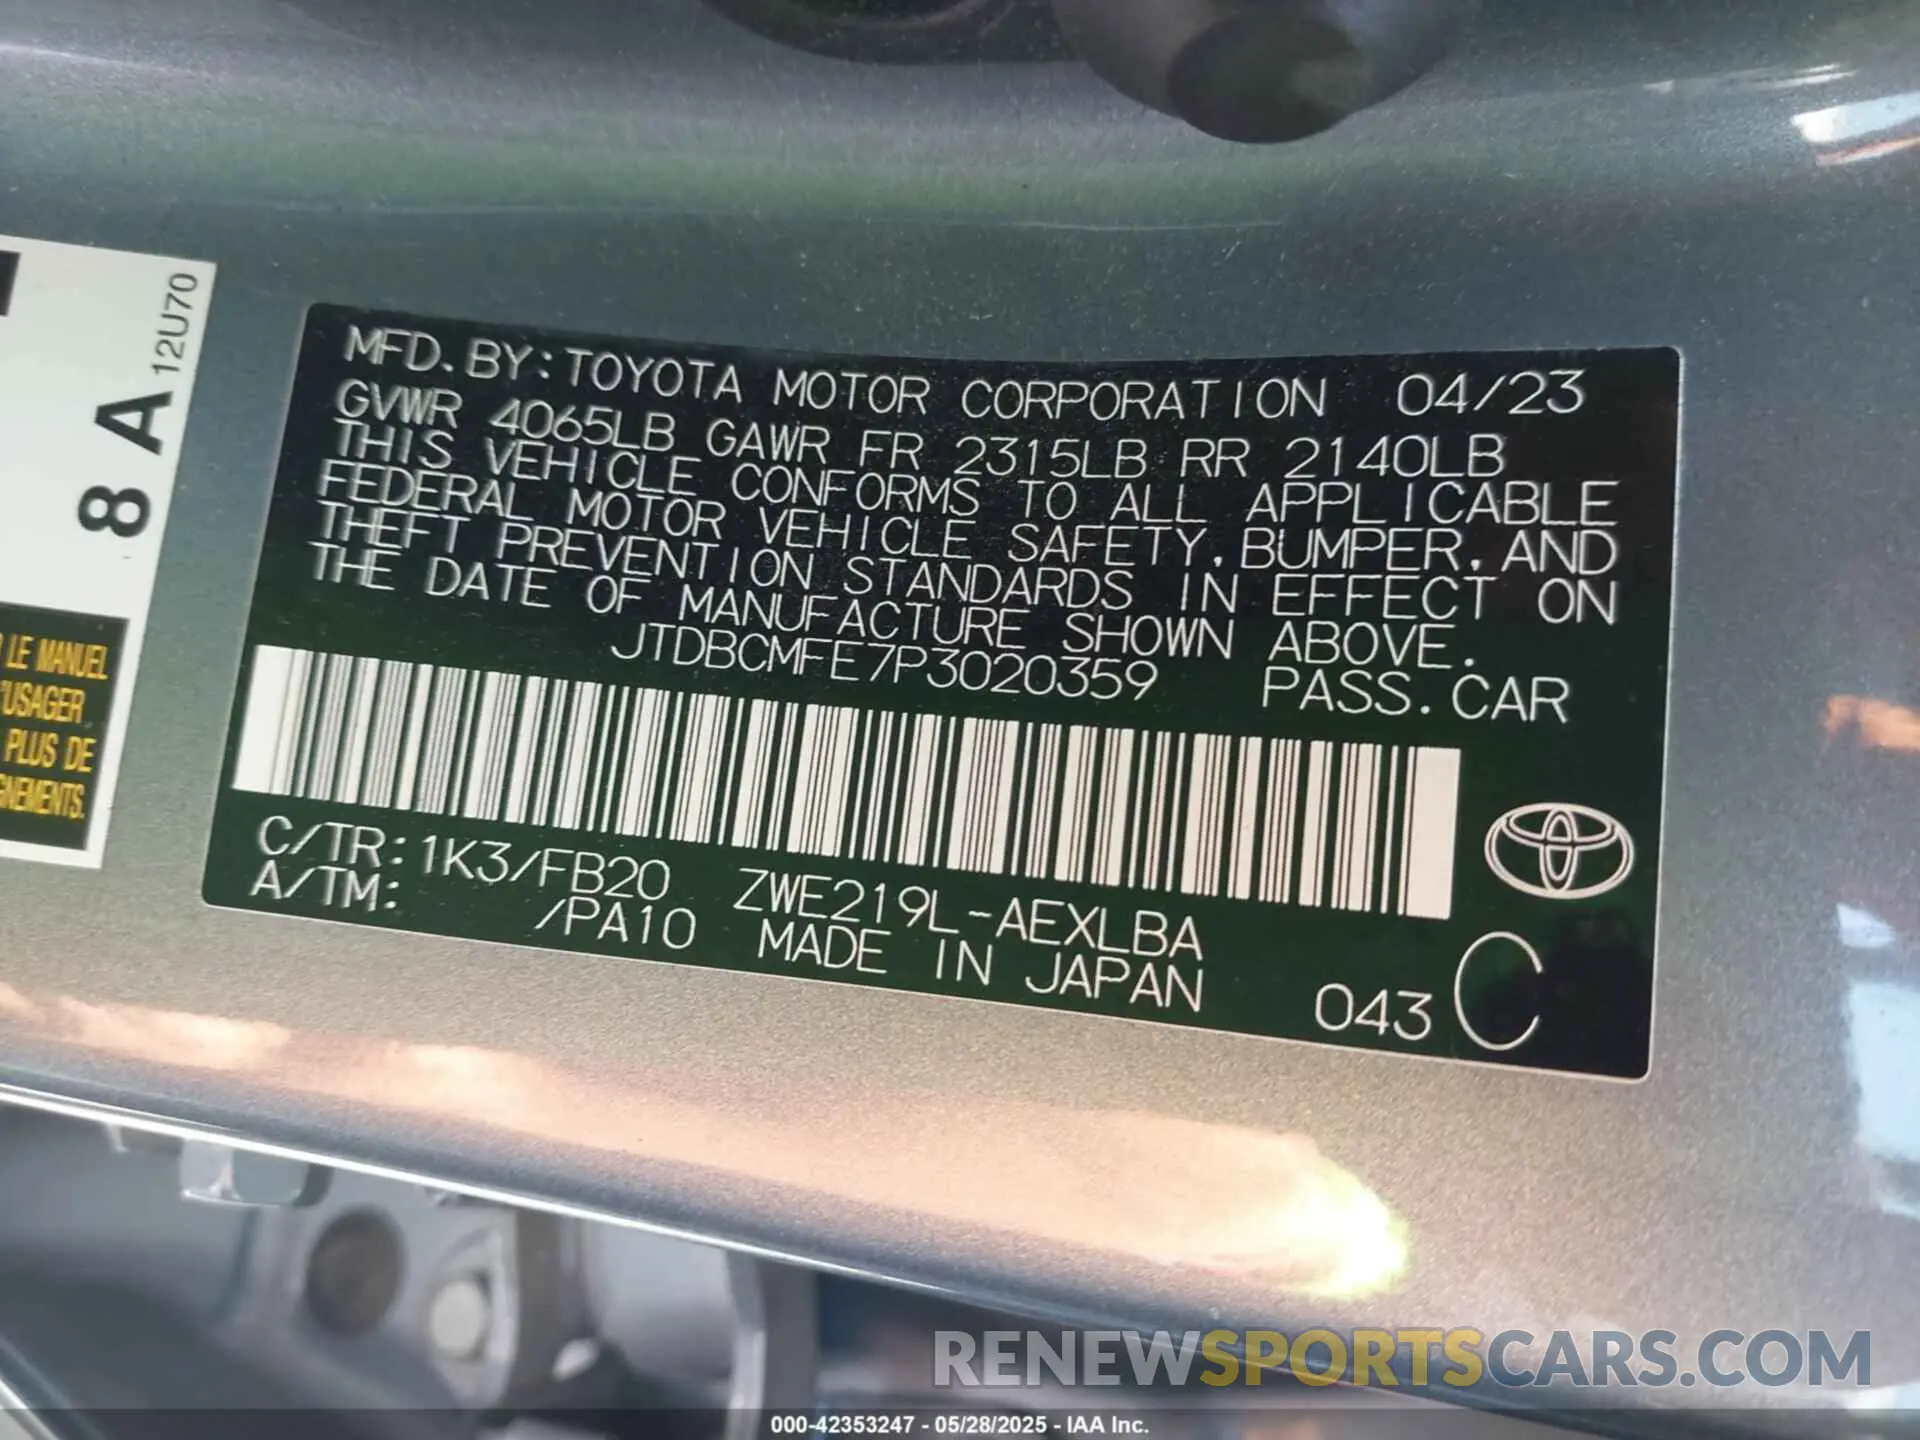 8 A 12U70
LE MANUEL
USAGER
PLUS DE
MFD. BY: TOYOTA MOTOR CORPORATION 04/23
GVWR 4065LB GAWR FR 2315LB RR 2140LB
THIS VEHICLE CONFORMS TO ALL APPLICABLE
FEDERAL MOTOR VEHICLE SAFETY, BUMPER, AND
THEFT PREVENTION STANDARDS IN EFFECT ON
THE DATE OF MANUFACTURE SHOWN ABOVE.
JTDBCMFE7P3020359 PASS. CAR
C/TR: 1K3/FB20 ZWE219L-AEXLBA
A/TM: /PA10 MADE IN JAPAN
043 C
RENEWSPORTSCARS.COM
000-42353247 - 05/28/2025 - IAA Inc.